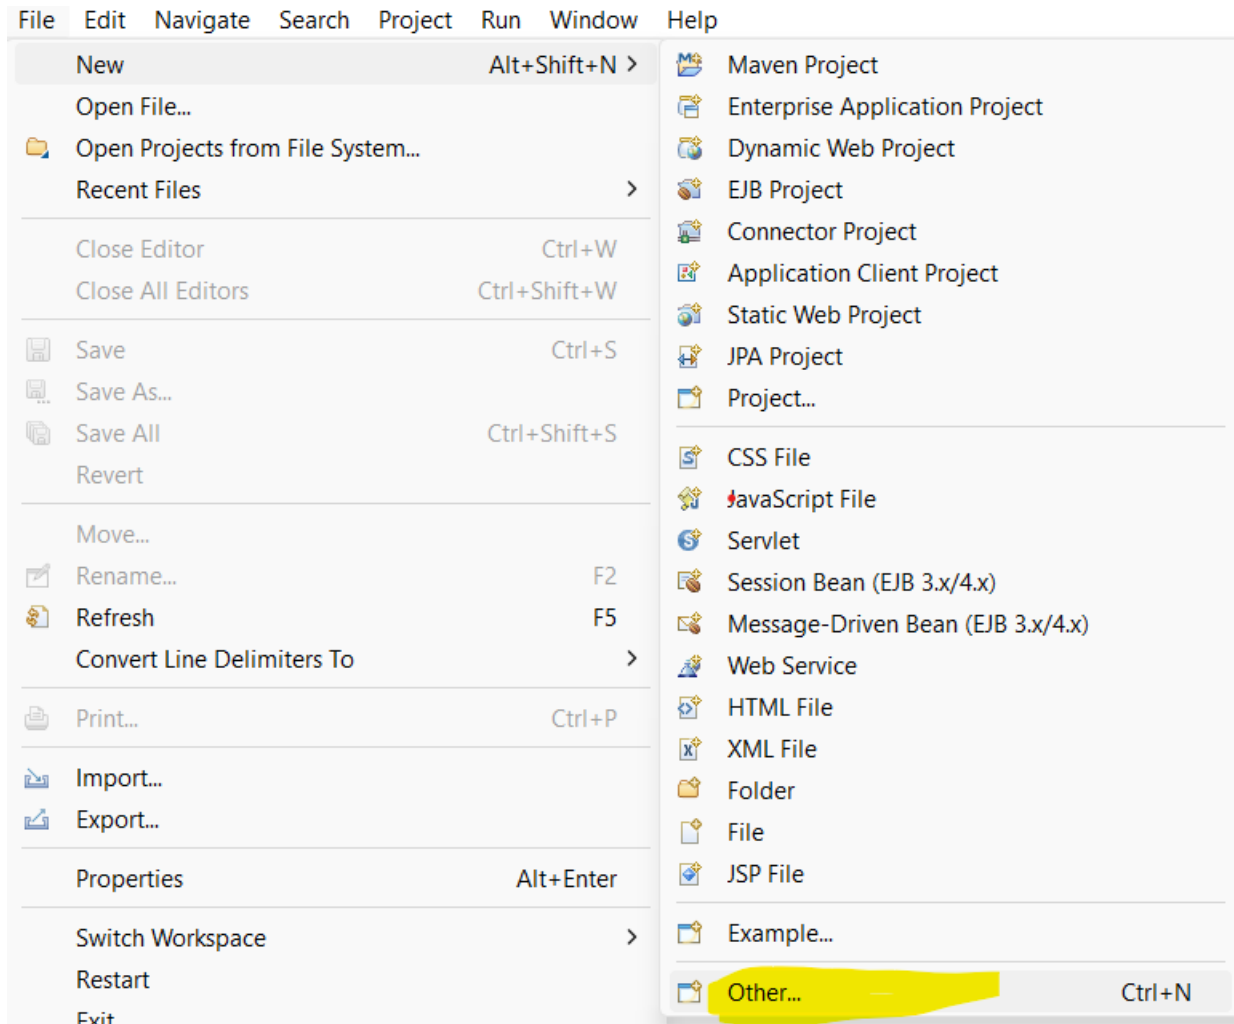 File Edit Navigate Search Project Run Window Help
New Alt+Shift+N >
Open File...
Open Projects from File System...
Recent Files >
Close Editor Ctrl+W
Close All Editors Ctrl+Shift+W
Save Ctrl+S
Save As...
Save All Ctrl+Shift+S
Revert
Move...
Rename... F2
Refresh F5
Convert Line Delimiters To >
Print... Ctrl+P
Import...
Export...
Properties Alt+Enter
Switch Workspace >
Restart
Exit
Maven Project
Enterprise Application Project
Dynamic Web Project
EJB Project
Connector Project
Application Client Project
Static Web Project
JPA Project
Project...
CSS File
JavaScript File
Servlet
Session Bean (EJB 3.x/4.x)
Message-Driven Bean (EJB 3.x/4.x)
Web Service
HTML File
XML File
Folder
File
JSP File
Example...
Other... Ctrl+N